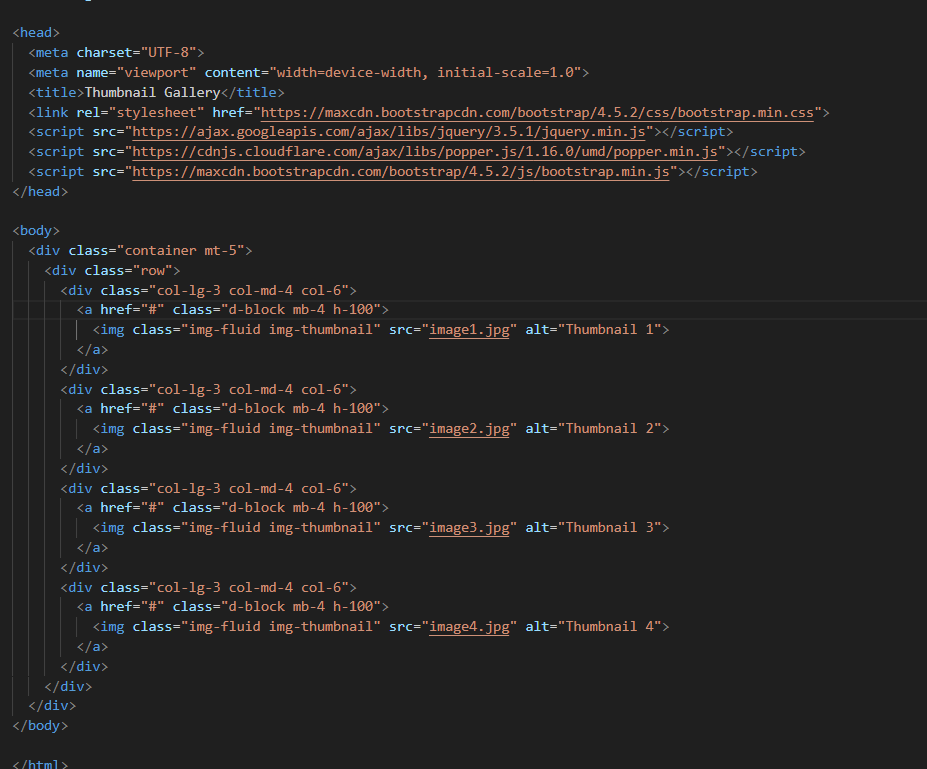 <head>
<meta charset="UTF-8">
<meta name="viewport" content="width=device-width, initial-scale=1.0">
<title>Thumbnail Gallery</title>
<link rel="stylesheet" href="https://maxcdn.bootstrapcdn.com/bootstrap/4.5.2/css/bootstrap.min.css">
<script src="https://ajax.googleapis.com/ajax/libs/jquery/3.5.1/jquery.min.js"></script>
<script src="https://cdnjs.cloudflare.com/ajax/libs/popper.js/1.16.0/umd/popper.min.js"></script>
<script src="https://maxcdn.bootstrapcdn.com/bootstrap/4.5.2/js/bootstrap.min.js"></script>
</head>
<body>
<div class="container mt-5">
<div class="row">
<div class="col-lg-3 col-md-4 col-6">
<a href="#" class="d-block mb-4 h-100">
<img class="img-fluid img-thumbnail" src="image1.jpg" alt="Thumbnail 1">
</a>
</div>
<div class="col-lg-3 col-md-4 col-6">
<a href="#" class="d-block mb-4 h-100">
<img class="img-fluid img-thumbnail" src="image2.jpg" alt="Thumbnail 2">
</a>
</div>
<div class="col-lg-3 col-md-4 col-6">
<a href="#" class="d-block mb-4 h-100">
<img class="img-fluid img-thumbnail" src="image3.jpg" alt="Thumbnail 3">
</a>
</div>
<div class="col-lg-3 col-md-4 col-6">
<a href="#" class="d-block mb-4 h-100">
<img class="img-fluid img-thumbnail" src="image4.jpg" alt="Thumbnail 4">
</a>
</div>
</div>
</div>
</body>
</html>